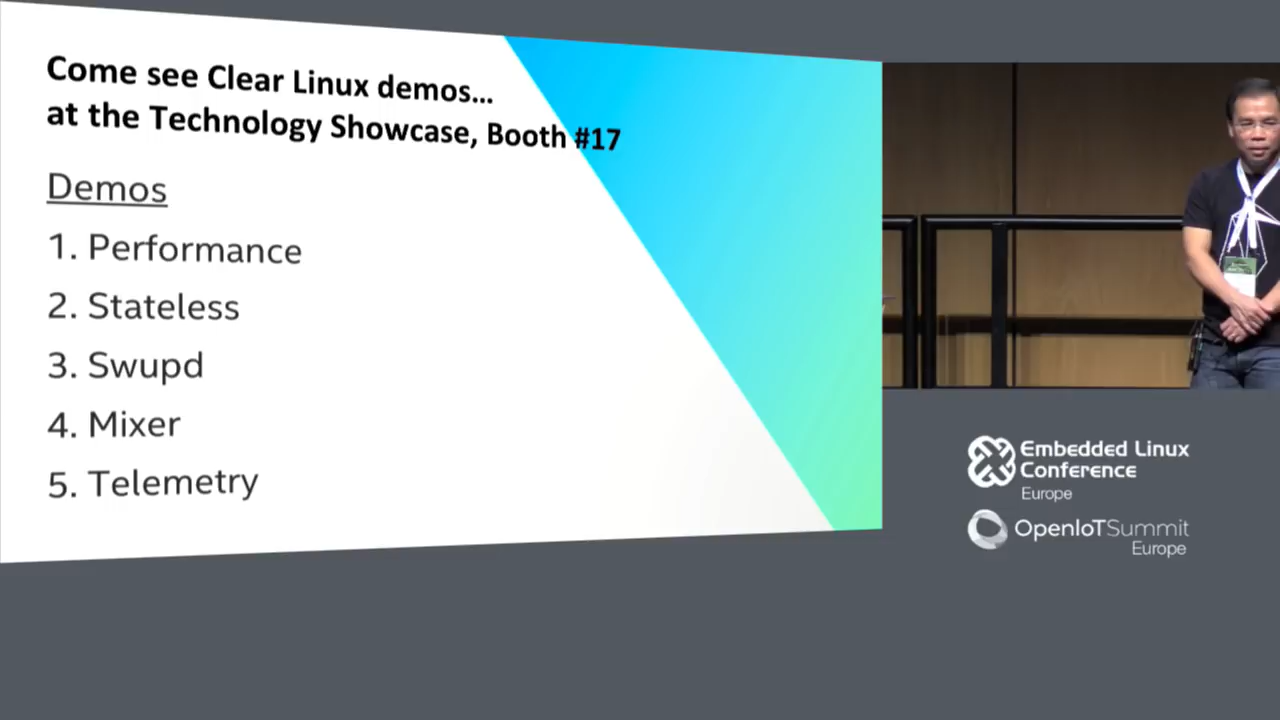 Come see Clear Linux demos...
at the Technology Showcase, Booth #17
Demos
1. Performance
2. Stateless
3. Swupd
4. Mixer
5. Telemetry
Embedded Linux
Conference
Europe
OpenIoTSummit
Europe